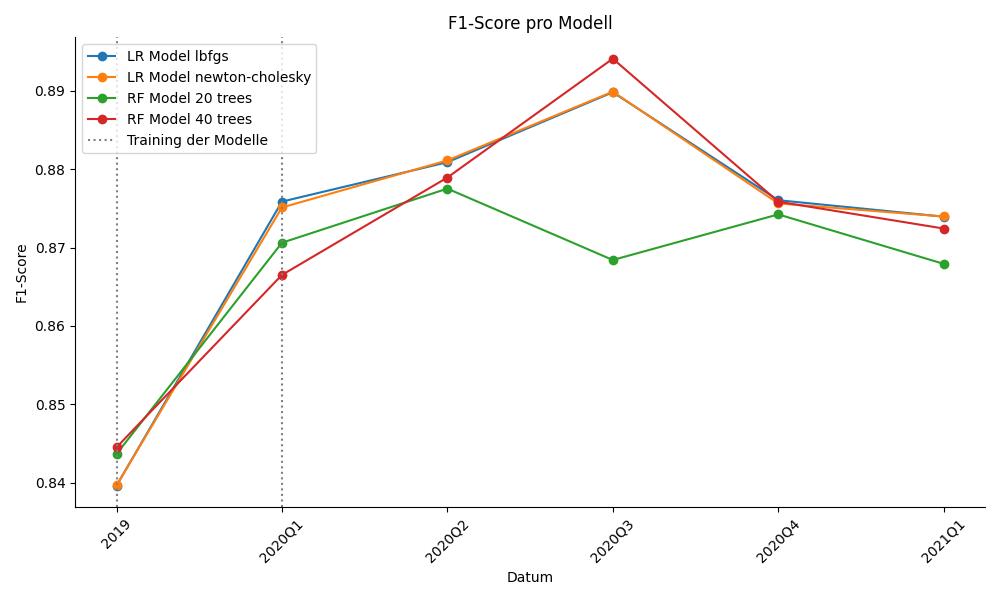 F1-Score pro Modell
LR Model lbfgs
LR Model newton-cholesky
RF Model 20 trees
RF Model 40 trees
Training der Modelle
F1-Score
0.89
0.88
0.87
0.86
0.85
0.84
2019
2020Q1
2020Q2
2020Q3
2020Q4
2021Q1
Datum